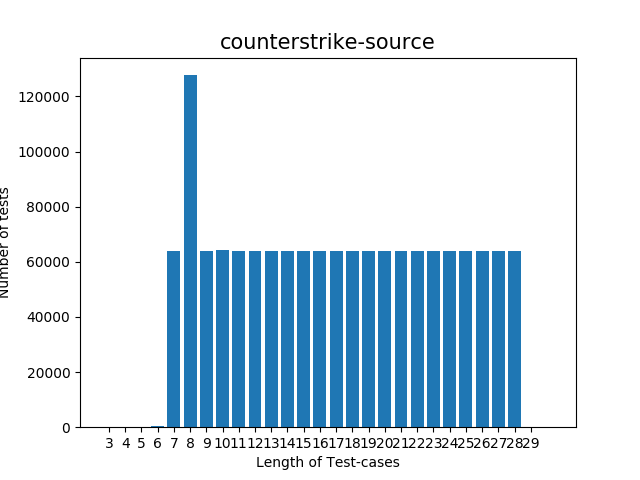 counterstrike-source
120000
100000
80000
60000
40000
20000
0
Number of tests
3 4 5 6 7 8 9 10 11 12 13 14 15 16 17 18 19 20 21 22 23 24 25 26 27 28 29
Length of Test-cases